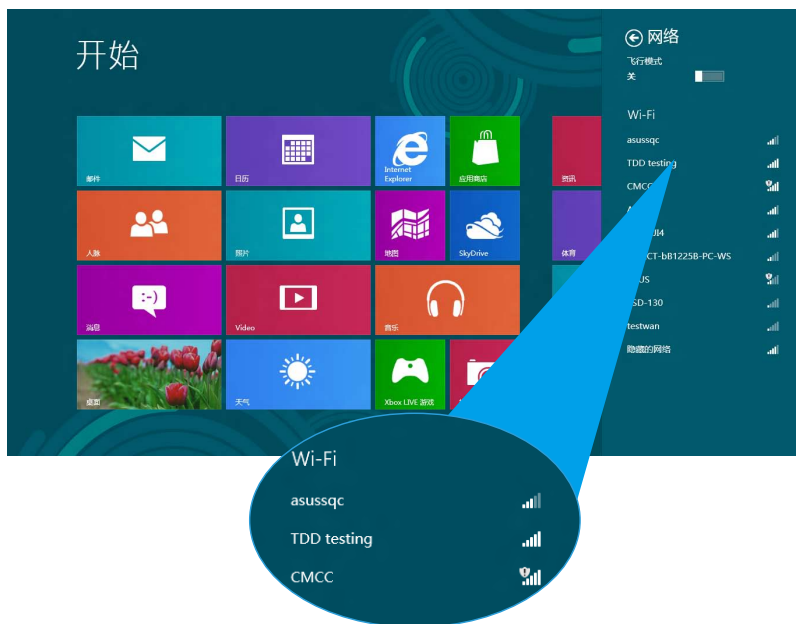 开始
邮件
日历
Internet
Explorer
应用商店
资讯
人脉
照片
地图
SkyDrive
体育
消息
Video
音乐
桌面
天气
Xbox LIVE 游戏
网络
飞行模式
关
Wi-Fi
asussqc
TDD testing
CMCC
隐藏的网络
testwan
Wi-Fi
asussqc
TDD testing
CMCC